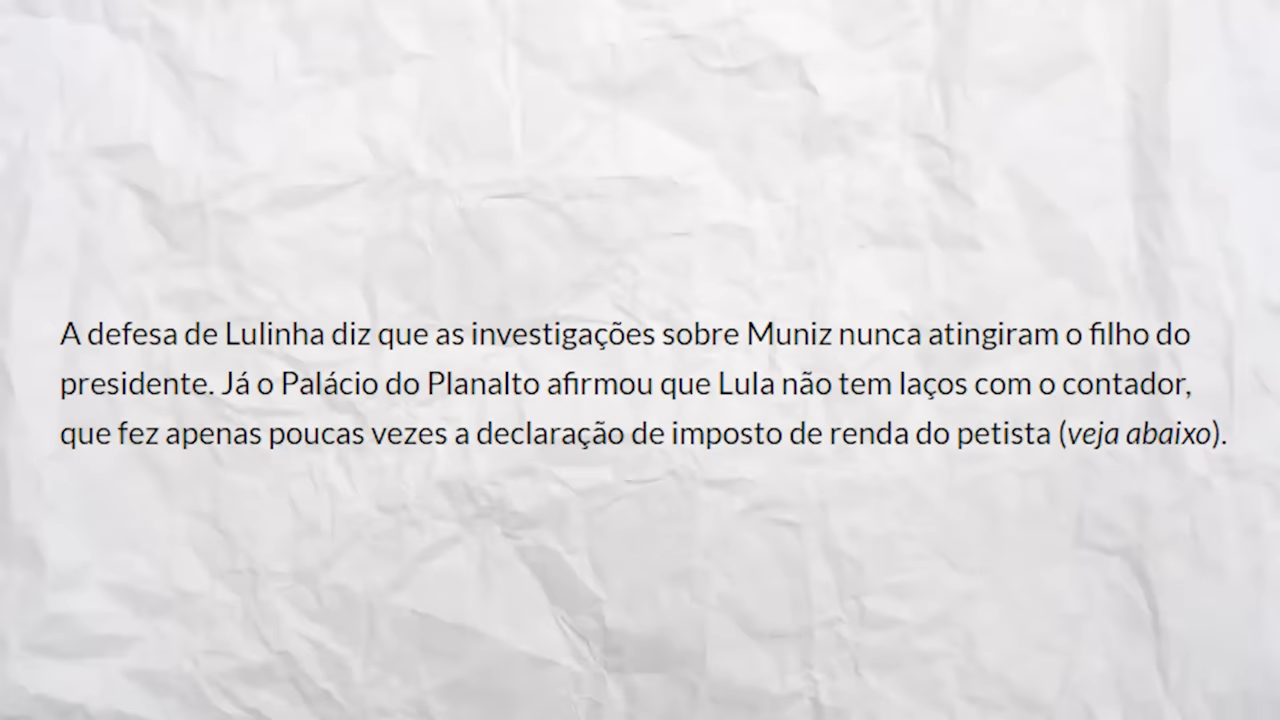 A defesa de Lulinha diz que as investigações sobre Muniz nunca atingiram o filho do
presidente. Já o Palácio do Planalto afirmou que Lula não tem laços com o contador,
que fez apenas poucas vezes a declaração de imposto de renda do petista (veja abaixo).